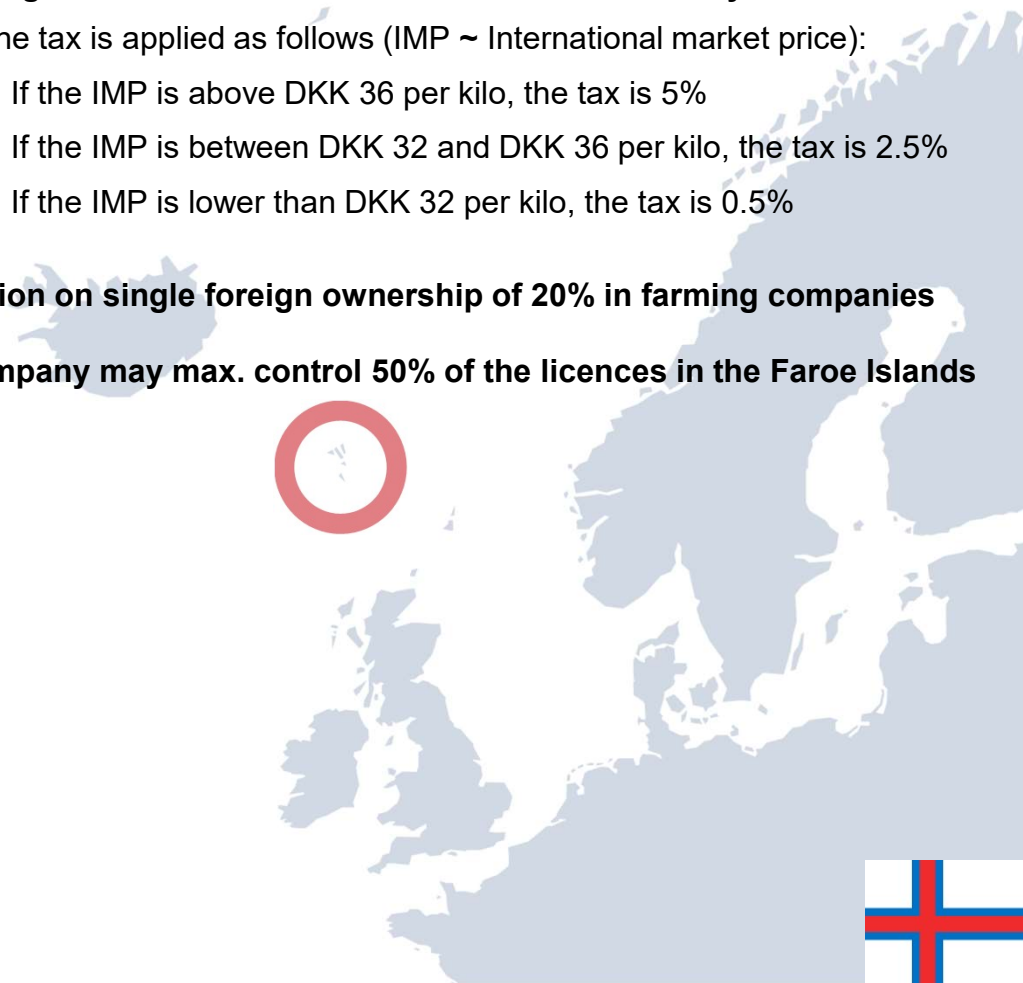 he tax is applied as follows (IMP ~ International market price):
If the IMP is above DKK 36 per kilo, the tax is 5%
If the IMP is between DKK 32 and DKK 36 per kilo, the tax is 2.5%
If the IMP is lower than DKK 32 per kilo, the tax is 0.5%
ion on single foreign ownership of 20% in farming companies
mpany may max. control 50% of the licences in the Faroe Islands